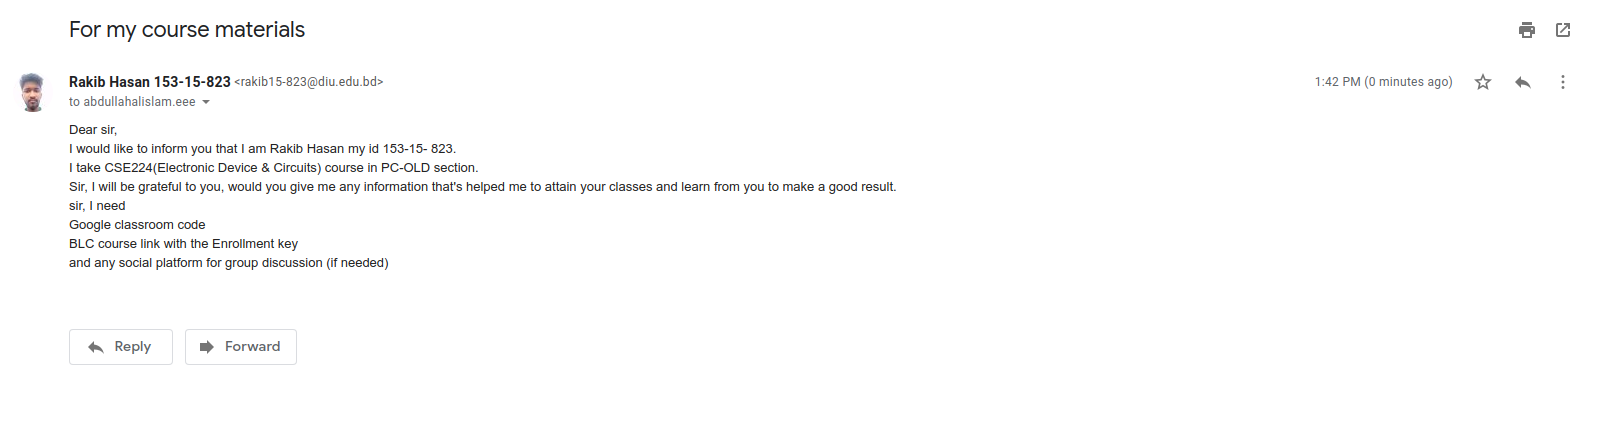 For my course materials
Rakib Hasan 153-15-823 <rakib15-823@diu.edu.bd>
1:42 PM (0 minutes ago)
to abdullahalislam.eee
Dear sir,
I would like to inform you that I am Rakib Hasan my id 153-15- 823.
I take CSE224(Electronic Device & Circuits) course in PC-OLD section.
Sir, I will be grateful to you, would you give me any information that's helped me to attain your classes and learn from you to make a good result.
sir, I need
Google classroom code
BLC course link with the Enrollment key
and any social platform for group discussion (if needed)
Reply
Forward